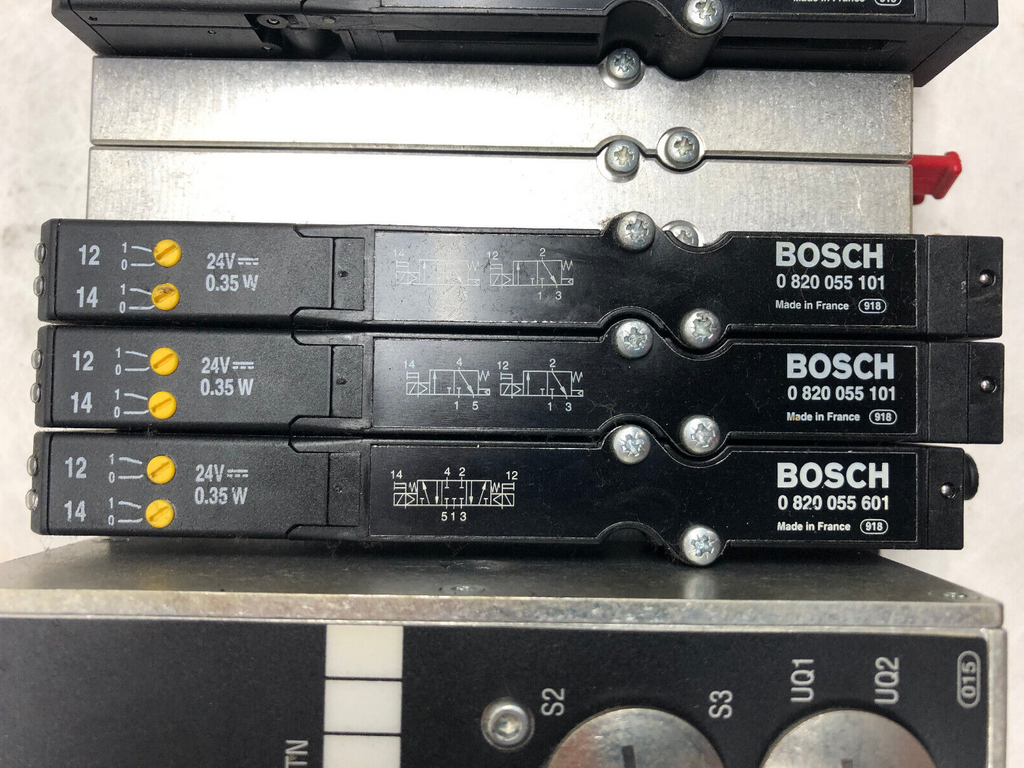 Made in France 918
12 1 0
14 1 0
24V
0.35 W
14 12 2
1 3
BOSCH
0 820 055 101
Made in France 918
12 1 0
14 1 0
24V
0.35 W
14 4 12 2
1 5 1 3
BOSCH
0 820 055 101
Made in France 918
12 1 0
14 1 0
24V
0.35 W
14 4 2 12
5 1 3
BOSCH
0 820 055 601
Made in France 918
S2
S3
UQ1
UQ2
015